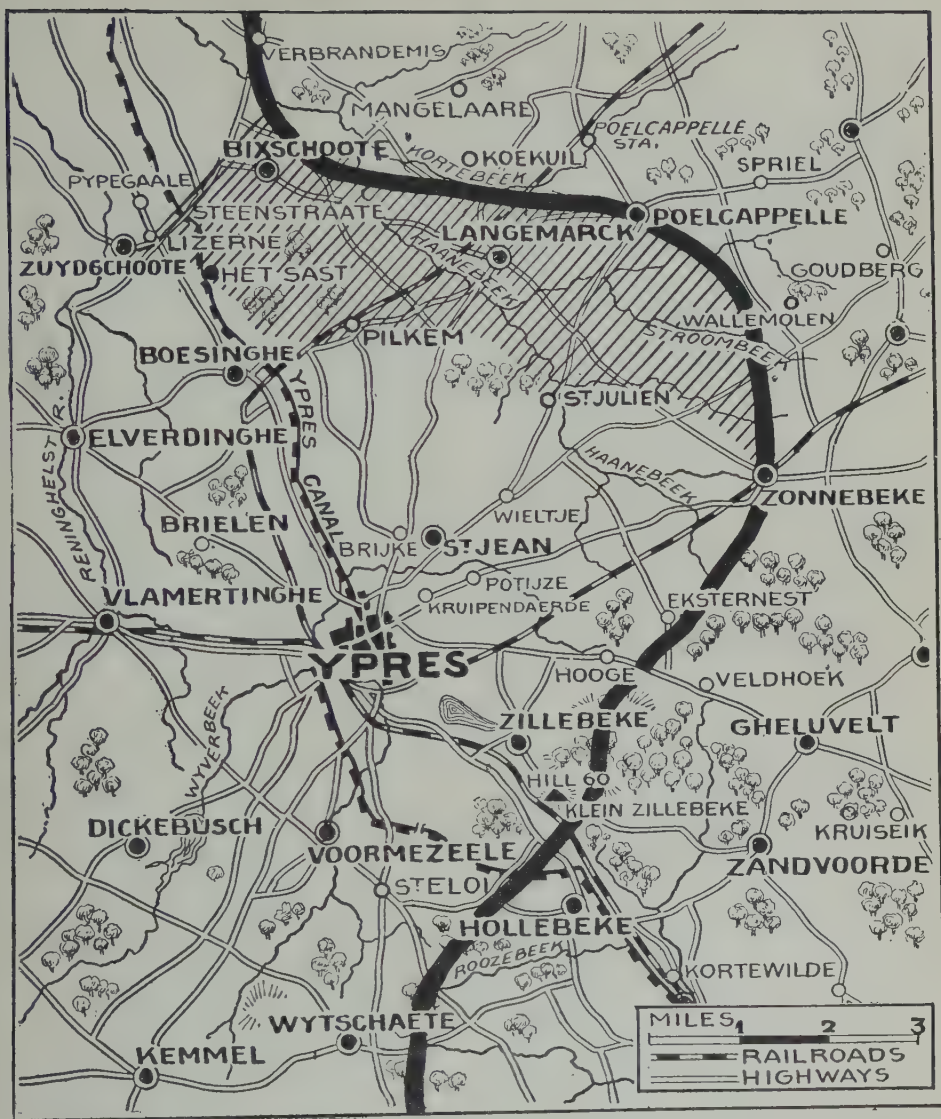 VERBRANDEMIS
MANGELAARE
POELCAPPELLE
STA.
BIXSCHOOTE
KORTEBEEK
KOEKUIL
SPRIEL
PYPEGAALE
STEENSTRAATE
LANGEMARCK
POELCAPPELLE
LIZERNE
HAANEBEEK
ZUYDSCHOOTE
HET SAST
GOUDBERG
WALLEMOLEN
STROOMBEEK
PILKEM
BOESINGHE
YPRES CANAL
ST. JULIEN
ELVERDINGHE
RENINGHELST R.
HAANEBEEK
ZONNEBEKE
WIELTJE
BRIELEN
BRIJKE
ST. JEAN
POTIJZE
KRUIPENDAERDE
EKSTERNEST
VLAMERTINGHE
YPRES
HOOGE
VELDHOEK
WYVERBEEK
ZILLEBEKE
GHELUVELT
HILL 60
KLEIN ZILLEBEKE
DICKEBUSCH
KRUISEIK
VOORMEZEELE
ZANDVOORDE
ST ELOI
HOLLEBEKE
ROOZEBEEK
KORTEWILDE
WYTSCHAETE
KEMMEL
MILES 1 2 3
RAILROADS
HIGHWAYS